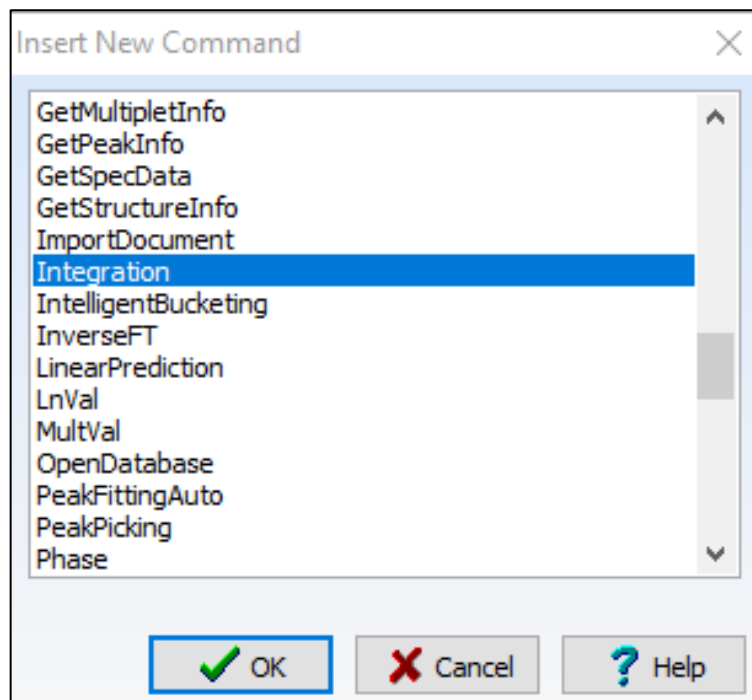 Insert New Command
GetMultipletInfo
GetPeakInfo
GetSpecData
GetStructureInfo
ImportDocument
Integration
IntelligentBucketing
InverseFT
LinearPrediction
LnVal
MultVal
OpenDatabase
PeakFittingAuto
PeakPicking
Phase
OK Cancel Help